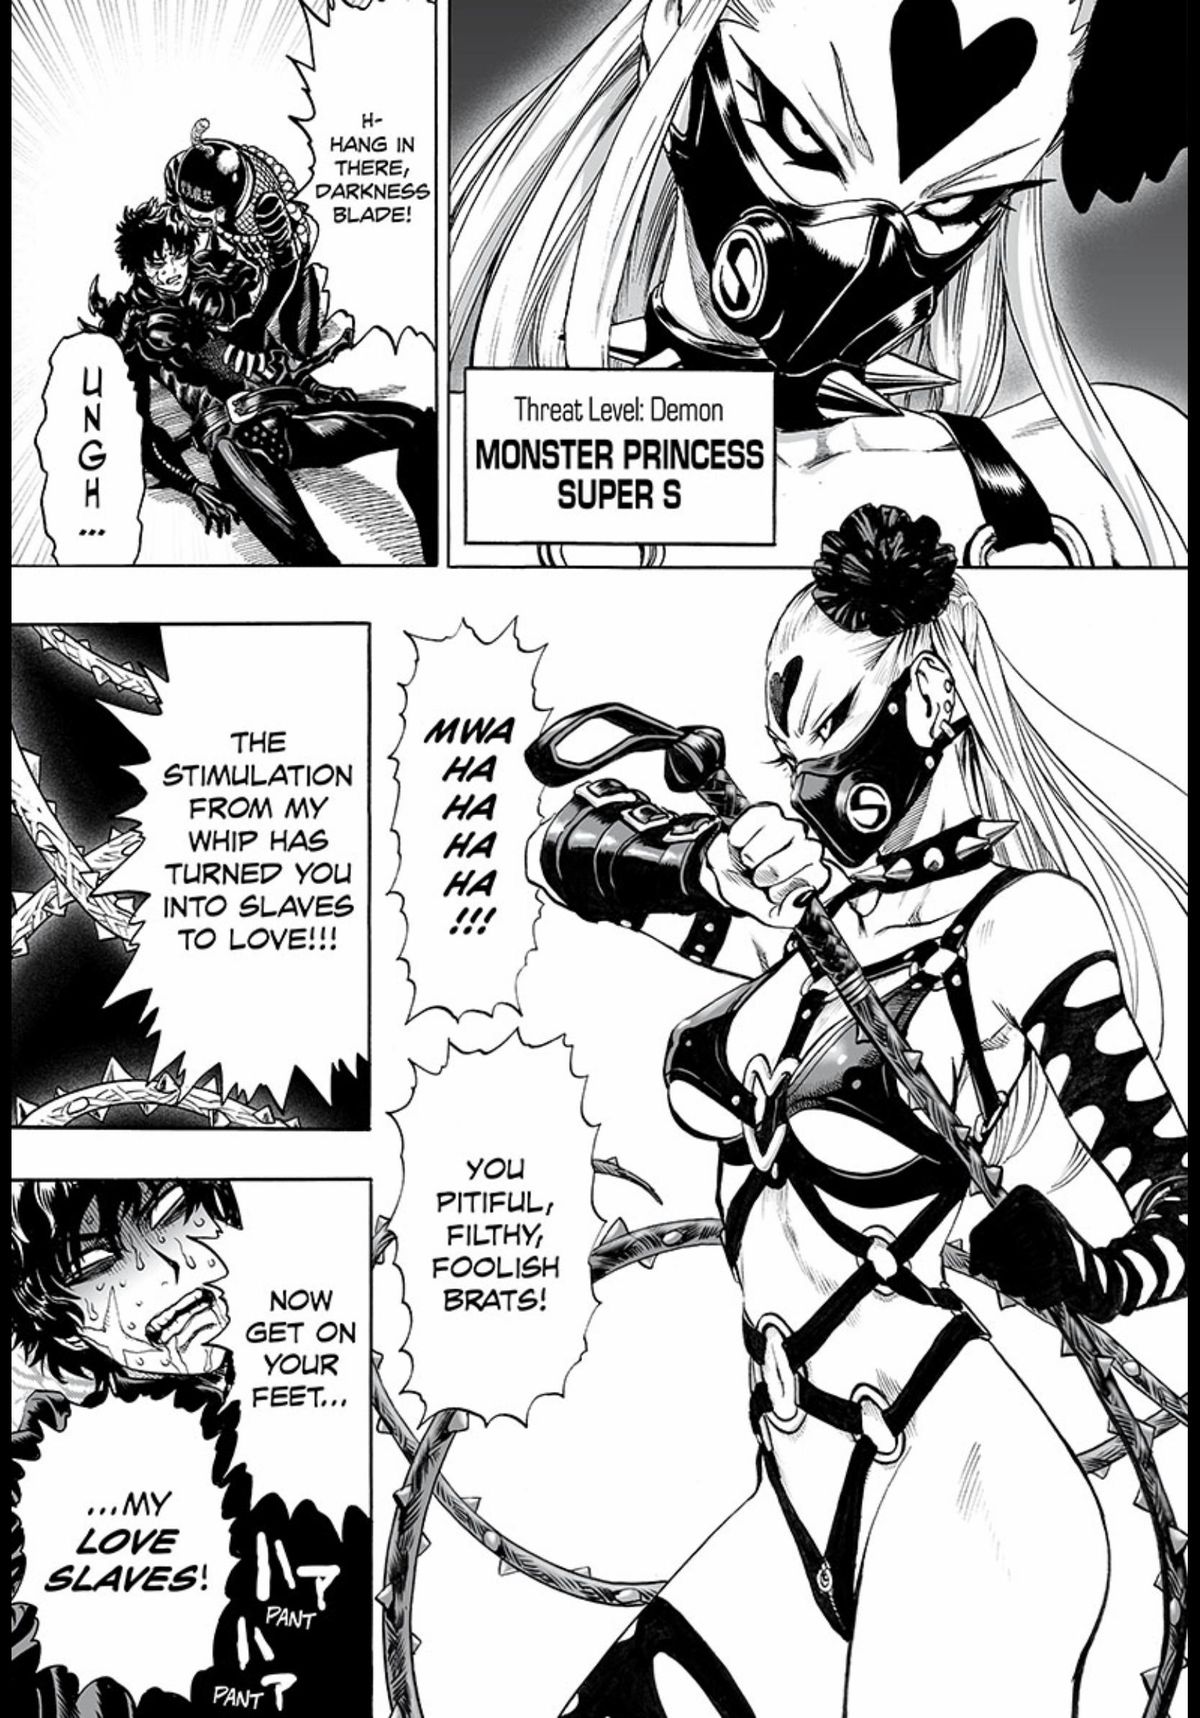 S
Threat Level: Demon
MONSTER PRINCESS
SUPER S
H-
HANG IN
THERE,
DARKNESS
BLADE!
UNGH...
MWA
HA
HA
HA
HA
!!!
S
YOU
PITIFUL,
FILTHY,
FOOLISH
BRATS!
THE
STIMULATION
FROM MY
WHIP HAS
TURNED YOU
INTO SLAVES
TO LOVE!!!
NOW
GET ON
YOUR
FEET...
...MY
LOVE
SLAVES!
ハァ
PANT
ハァ
PANT